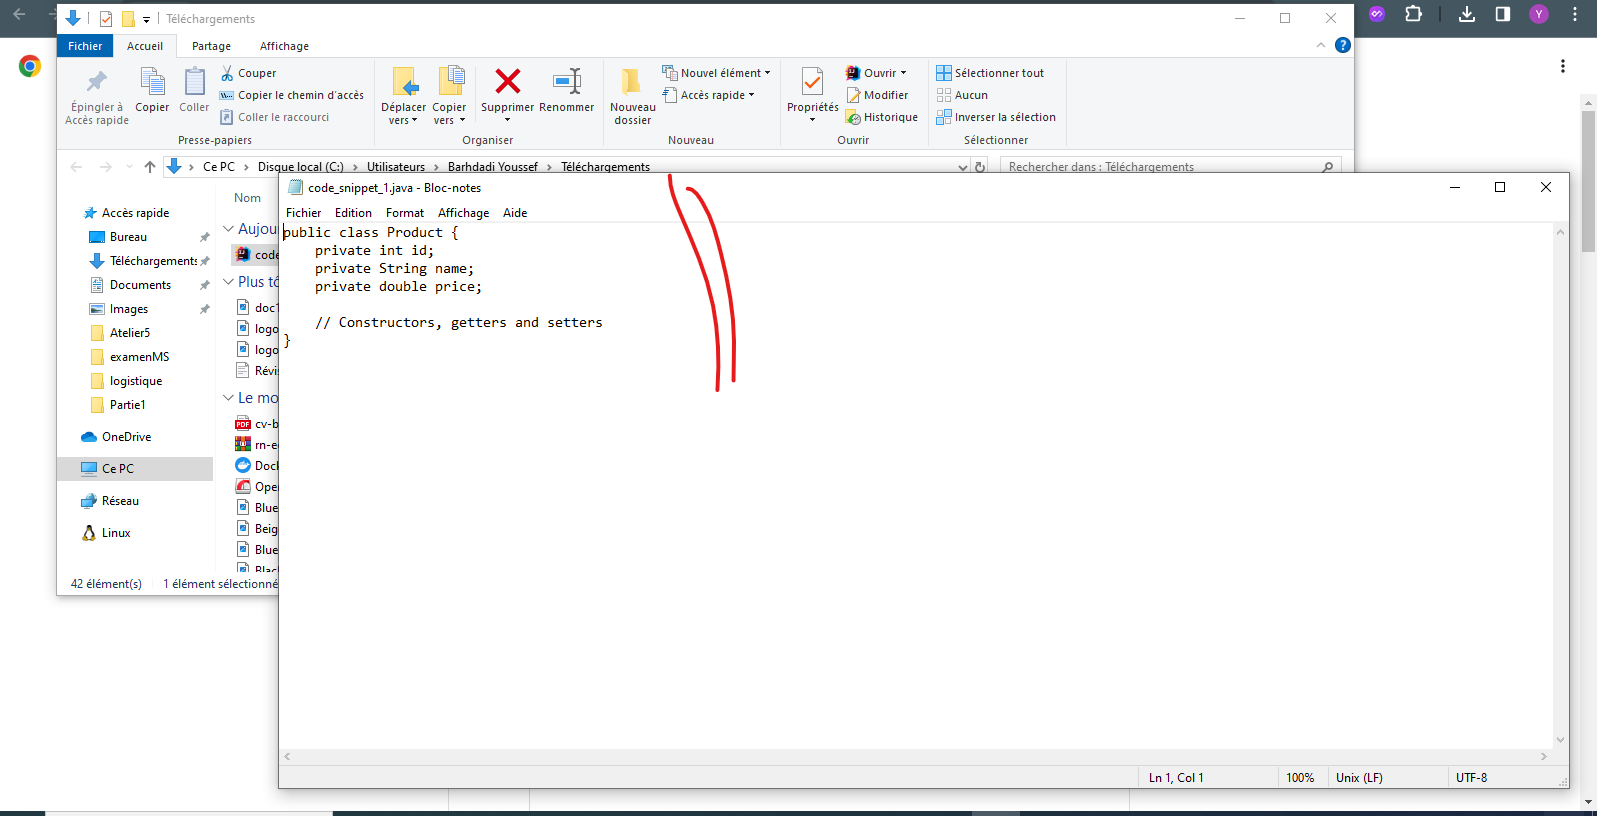 Téléchargements
Fichier Accueil Partage Affichage
Épingler à Accès rapide
Copier
Coller
Couper
Copier le chemin d'accès
Coller le raccourci
Déplacer vers
Copier vers
Supprimer
Renommer
Nouveau dossier
Nouvel élément
Accès rapide
Propriétés
Ouvrir
Modifier
Historique
Sélectionner tout
Aucun
Inverser la sélection
Presse-papiers Organiser Nouveau Ouvrir Sélectionner
Ce PC > Disque local (C:) > Utilisateurs > Barhdadi Youssef > Téléchargements
Rechercher dans : Téléchargements
Accès rapide
Bureau
Téléchargements
Documents
Images
Atelier5
examenMS
logistique
Partie1
OneDrive
Ce PC
Réseau
Linux
Nom
Aujou
code
Plus tô
doc1
logo
logo
Révis
Le mo
cv-b
rn-e
Dock
Oper
Blue
Beig
Blue
42 élément(s) 1 élément sélectionné
code_snippet_1.java - Bloc-notes
Fichier Edition Format Affichage Aide
public class Product {
    private int id;
    private String name;
    private double price;
    // Constructors, getters and setters
}
Ln 1, Col 1 100% Unix (LF) UTF-8
Y